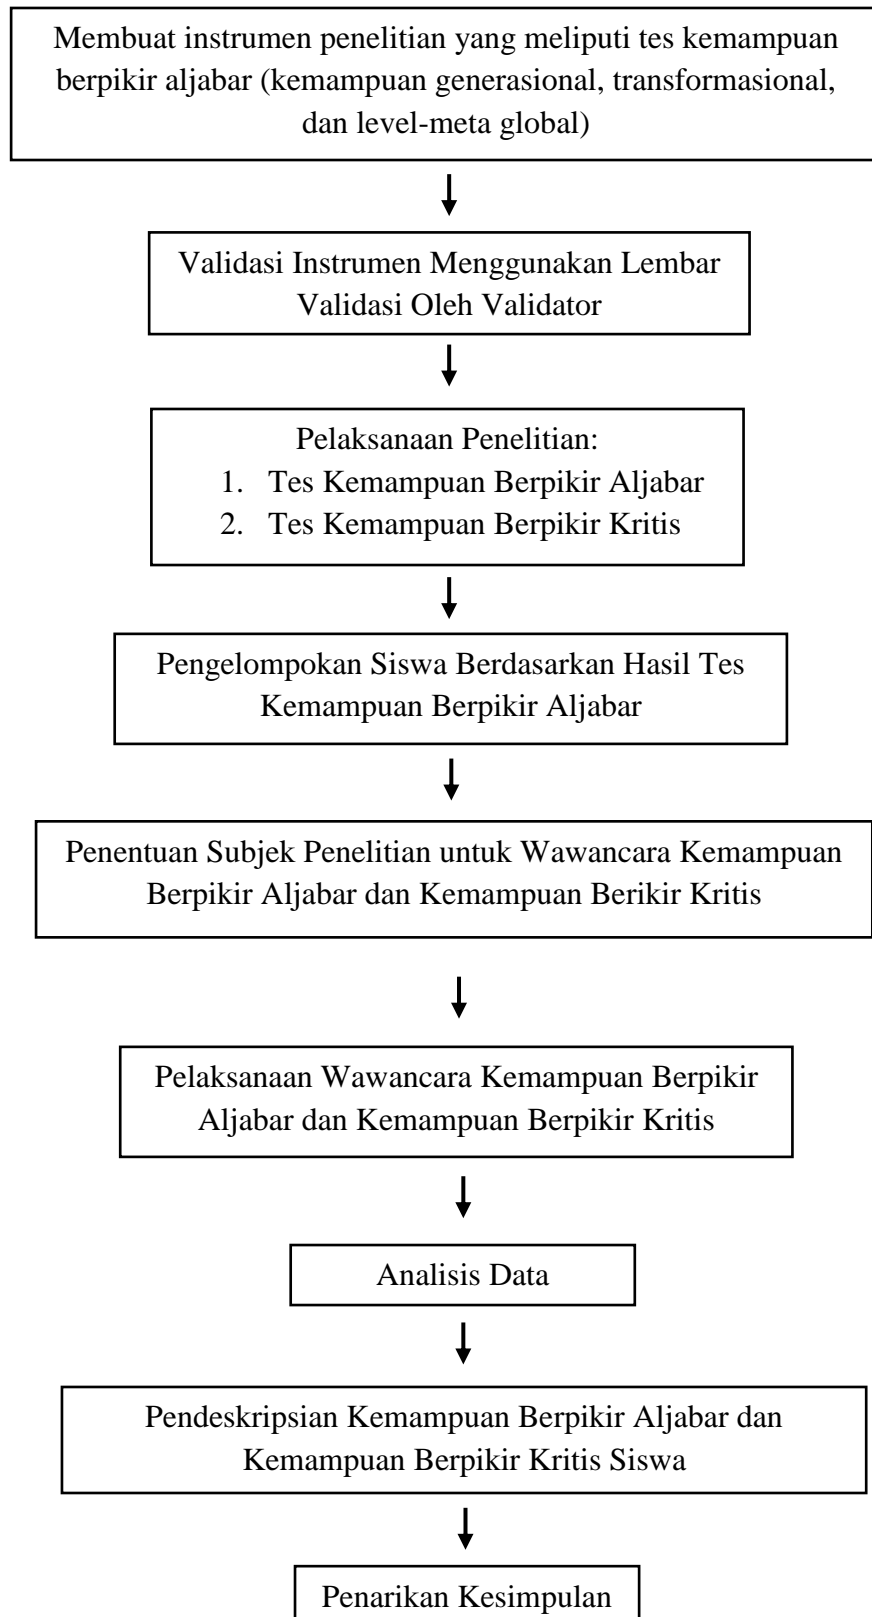 Membuat instrumen penelitian yang meliputi tes kemampuan
berpikir aljabar (kemampuan generasional, transformasional,
dan level-meta global)
Validasi Instrumen Menggunakan Lembar
Validasi Oleh Validator
Pelaksanaan Penelitian:
1. Tes Kemampuan Berpikir Aljabar
2. Tes Kemampuan Berpikir Kritis
Pengelompokan Siswa Berdasarkan Hasil Tes
Kemampuan Berpikir Aljabar
Penentuan Subjek Penelitian untuk Wawancara Kemampuan
Berpikir Aljabar dan Kemampuan Berikir Kritis
Pelaksanaan Wawancara Kemampuan Berpikir
Aljabar dan Kemampuan Berpikir Kritis
Analisis Data
Pendeskripsian Kemampuan Berpikir Aljabar dan
Kemampuan Berpikir Kritis Siswa
Penarikan Kesimpulan